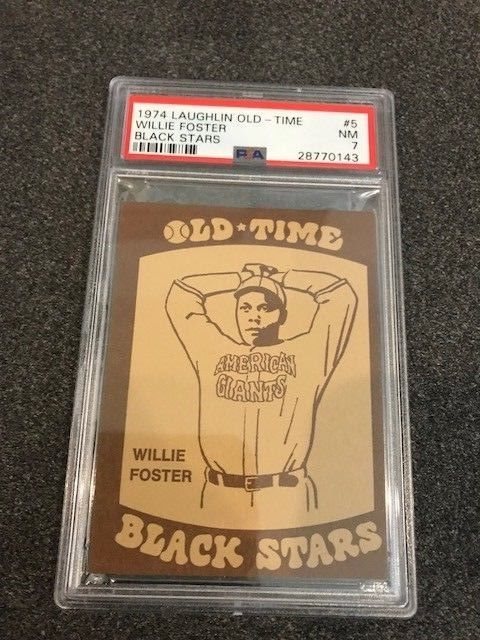 1974 LAUGHLIN OLD - TIME #5
WILLIE FOSTER NM
BLACK STARS 7
PSA 28770143
OLD★TIME
AMERICAN
GIANTS
WILLIE
FOSTER
BLACK STARS